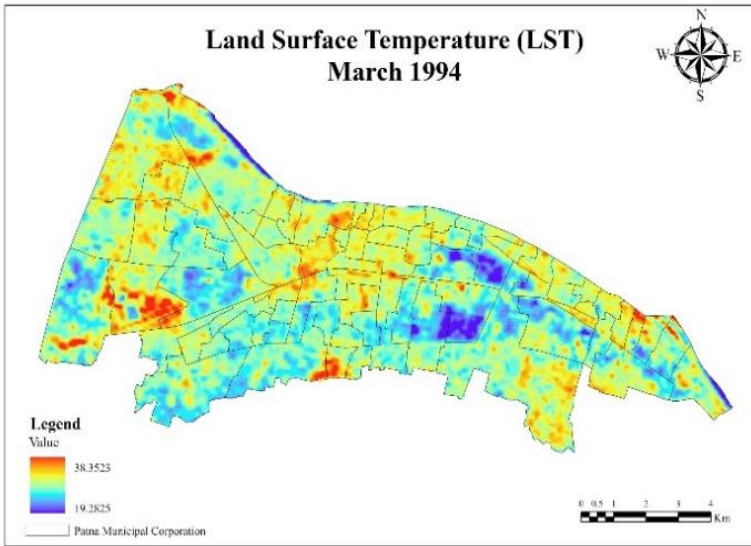 Land Surface Temperature (LST)
March 1994
N
W E
S
Legend
Value
38.3523
19.2825
Patna Municipal Corporation
0 0.5 1 2 3 4
Km